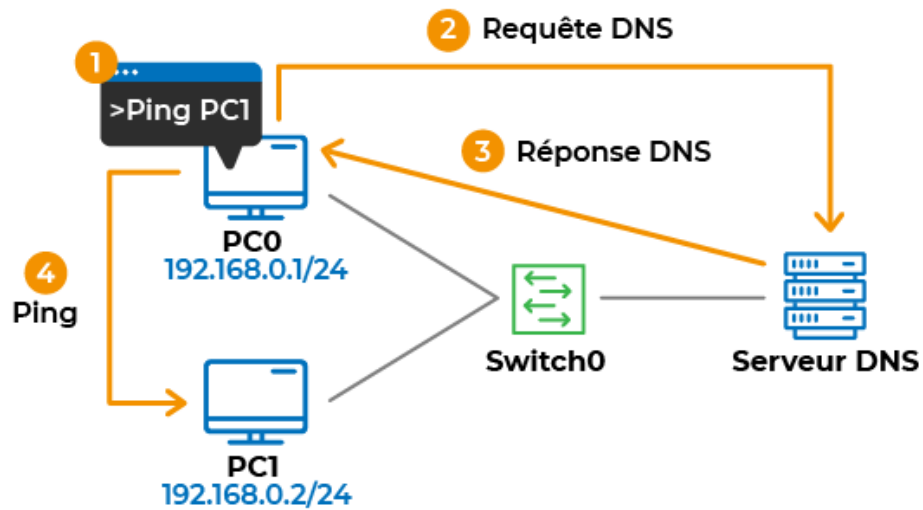 2 Requête DNS
1
>Ping PC1
3 Réponse DNS
PC0
192.168.0.1/24
4
Ping
Switch0
Serveur DNS
PC1
192.168.0.2/24